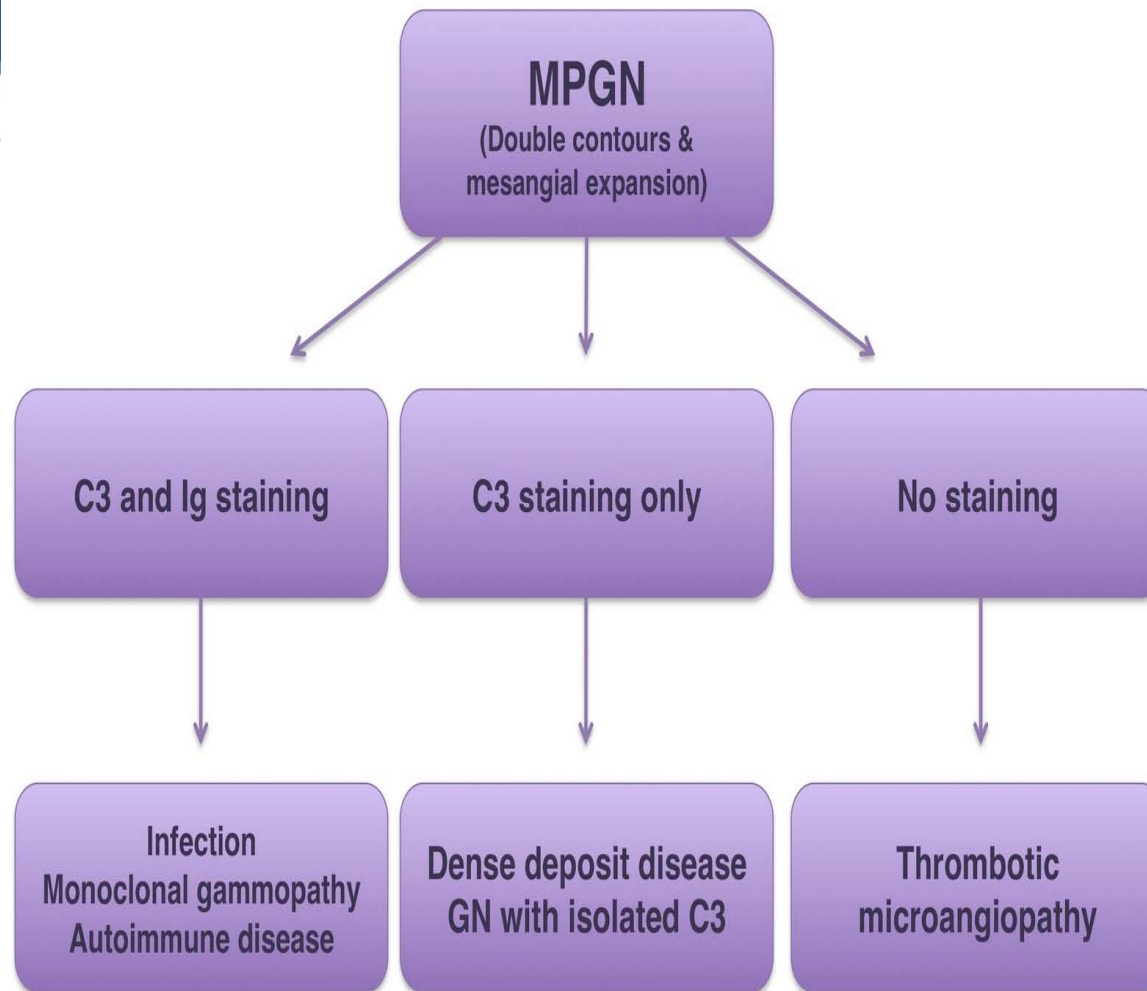 MPGN
(Double contours &
mesangial expansion)
C3 and Ig staining
C3 staining only
No staining
Infection
Monoclonal gammopathy
Autoimmune disease
Dense deposit disease
GN with isolated C3
Thrombotic
microangiopathy